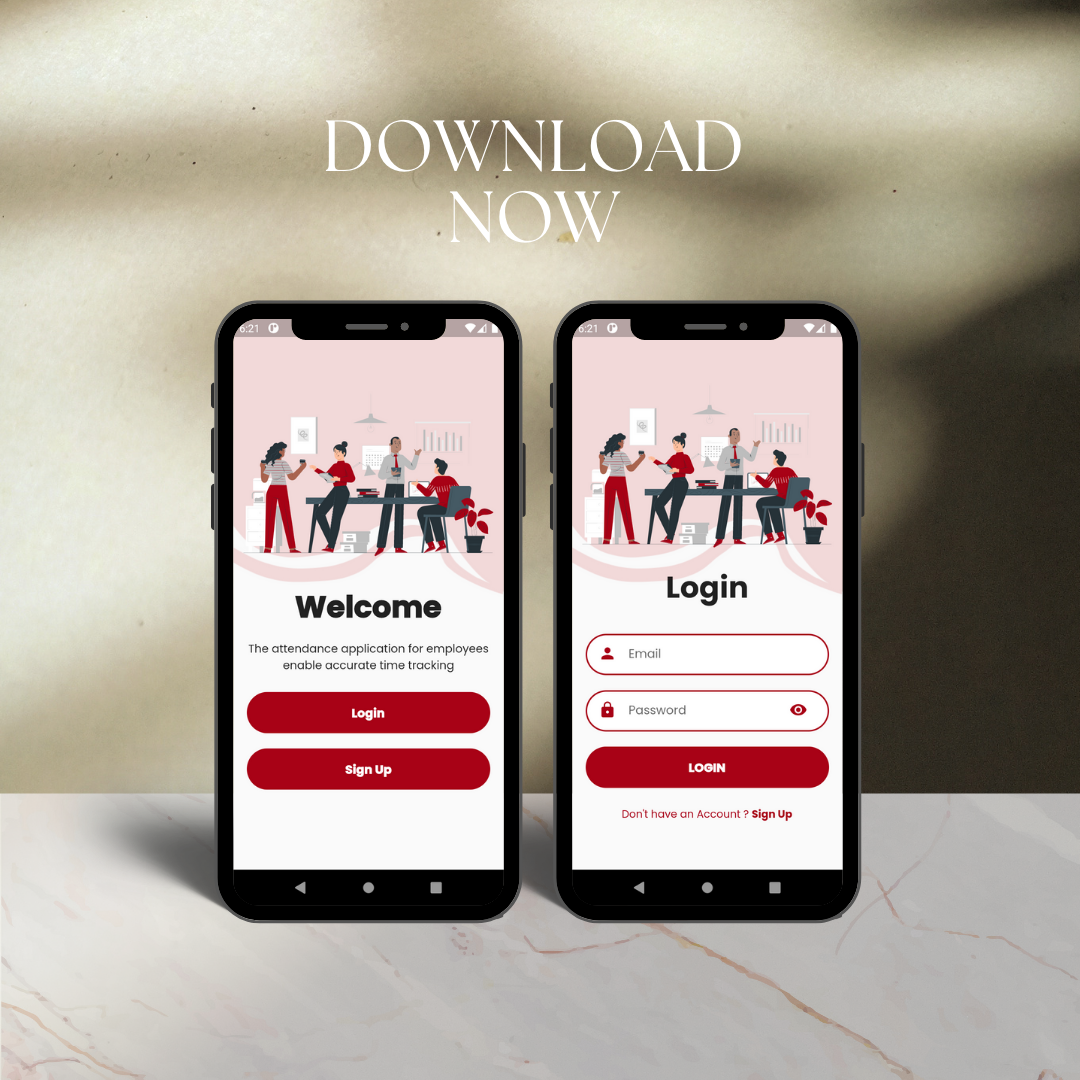 DOWNLOAD
NOW
6:21
Welcome
The attendance application for employees
enable accurate time tracking
Login
Sign Up
6:21
Login
Email
Password
LOGIN
Don't have an Account ? Sign Up